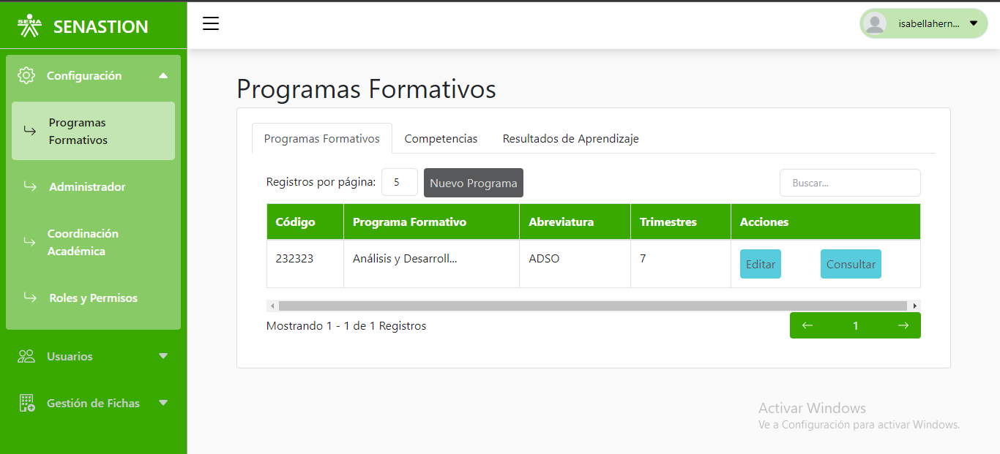 SENA
SENASTION
isabellahern...
Configuración
Programas
Formativos
Administrador
Coordinación
Académica
Roles y Permisos
Usuarios
Gestión de Fichas
Programas Formativos
Programas Formativos Competencias Resultados de Aprendizaje
Registros por página: 5 Nuevo Programa Buscar...
Código Programa Formativo Abreviatura Trimestres Acciones
232323 Análisis y Desarroll... ADSO 7 Editar Consultar
Mostrando 1 - 1 de 1 Registros 1
Activar Windows
Ve a Configuración para activar Windows.